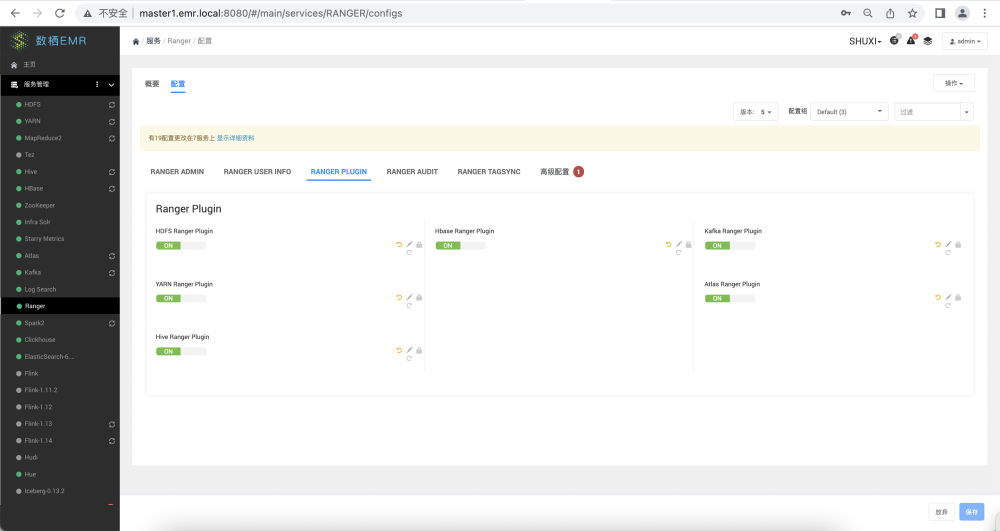 不安全 | master1.emr.local:8080/#/main/services/RANGER/configs
数栖EMR
服务 / Ranger / 配置
SHUXI
admin
主页
服务管理
HDFS
YARN
MapReduce2
Tez
Hive
HBase
ZooKeeper
Infra Solr
Starry Metrics
Atlas
Kafka
Log Search
Ranger
Spark2
Clickhouse
ElasticSearch-6....
Flink
Flink-1.11.2
Flink-1.12
Flink-1.13
Flink-1.14
Hudi
Hue
Iceberg-0.13.2
概要
配置
操作
版本: 5
配置组 Default (3)
过滤
有19配置更改在7服务上 显示详细资料
RANGER ADMIN
RANGER USER INFO
RANGER PLUGIN
RANGER AUDIT
RANGER TAGSYNC
高级配置 1
Ranger Plugin
HDFS Ranger Plugin
ON
YARN Ranger Plugin
ON
Hive Ranger Plugin
ON
Hbase Ranger Plugin
ON
Kafka Ranger Plugin
ON
Atlas Ranger Plugin
ON
放弃
保存